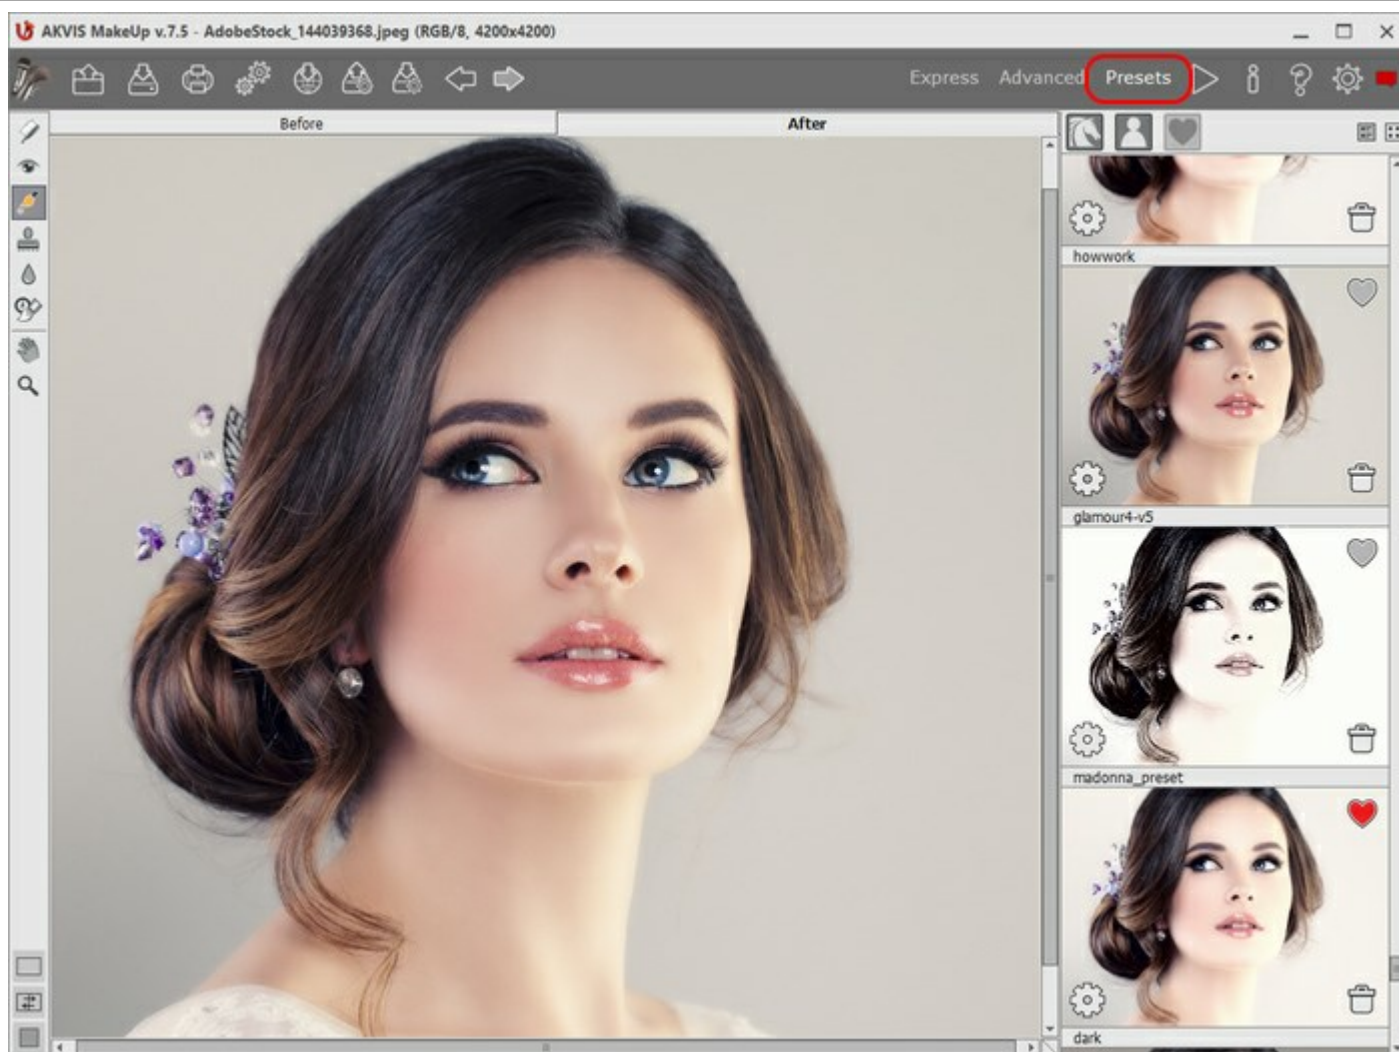 AKVIS MakeUp v.7.5 - AdobeStock_144039368.jpeg (RGB/8, 4200x4200)
Express Advanced Presets
Before After
howwork
glamour4-v5
madonna_preset
dark